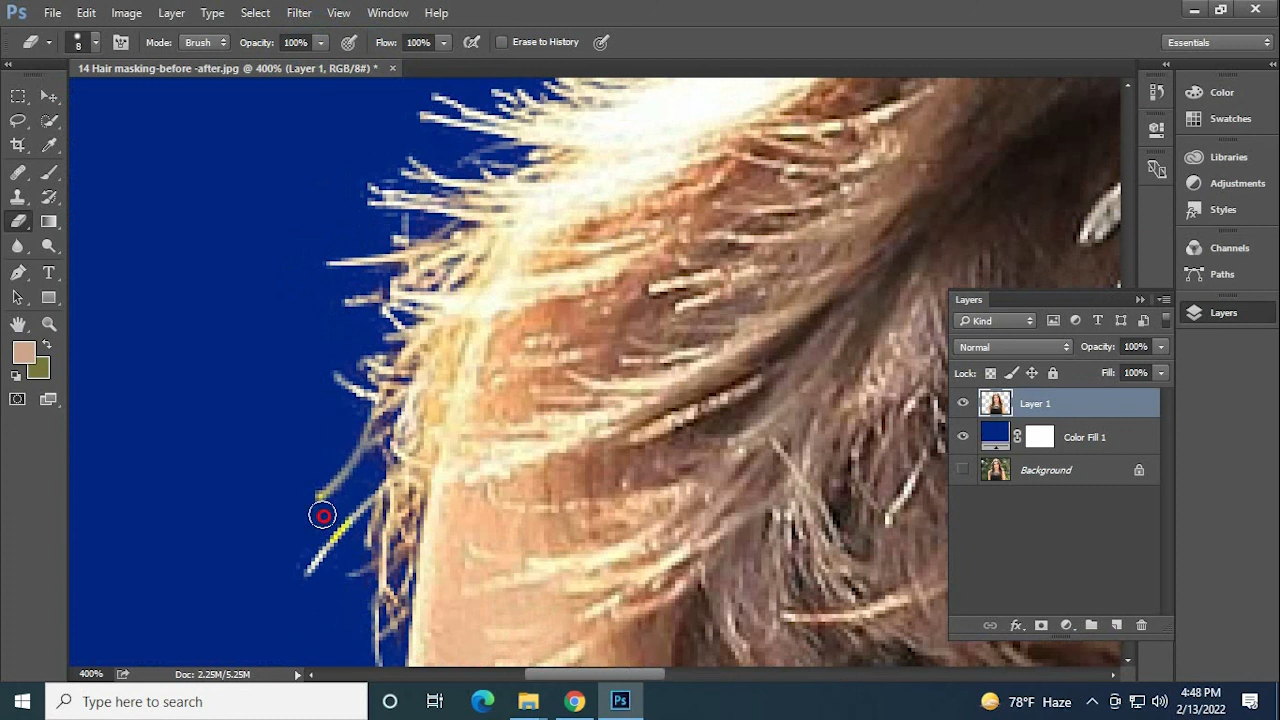 Ps File Edit Image Layer Type Select Filter View Window Help
8 Mode: Brush Opacity: 100% Flow: 100% Erase to History Essentials
14 Hair masking-before -after.jpg @ 400% (Layer 1, RGB/8#) *
Color
Swatches
Libraries
Adjustments
Styles
Channels
Paths
Layers
Layers
Kind
Normal Opacity: 100%
Lock: Fill: 100%
Layer 1
Color Fill 1
Background
fx
400% Doc: 2.25M/5.25M
Type here to search Ps 78°F Haze 4:48 PM
2/13/2022